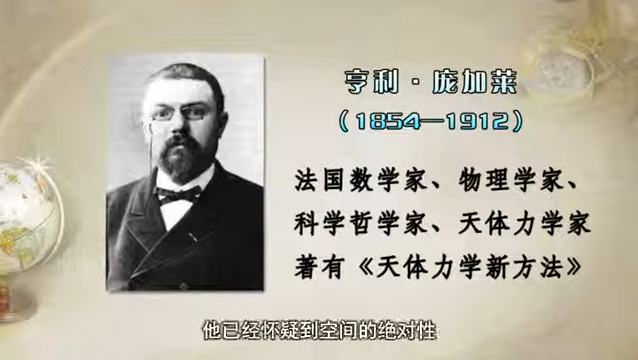 亨利·庞加莱
（1854—1912）
法国数学家、物理学家、
科学哲学家、天体力学家
著有《天体力学新方法》
他已经怀疑到空间的绝对性